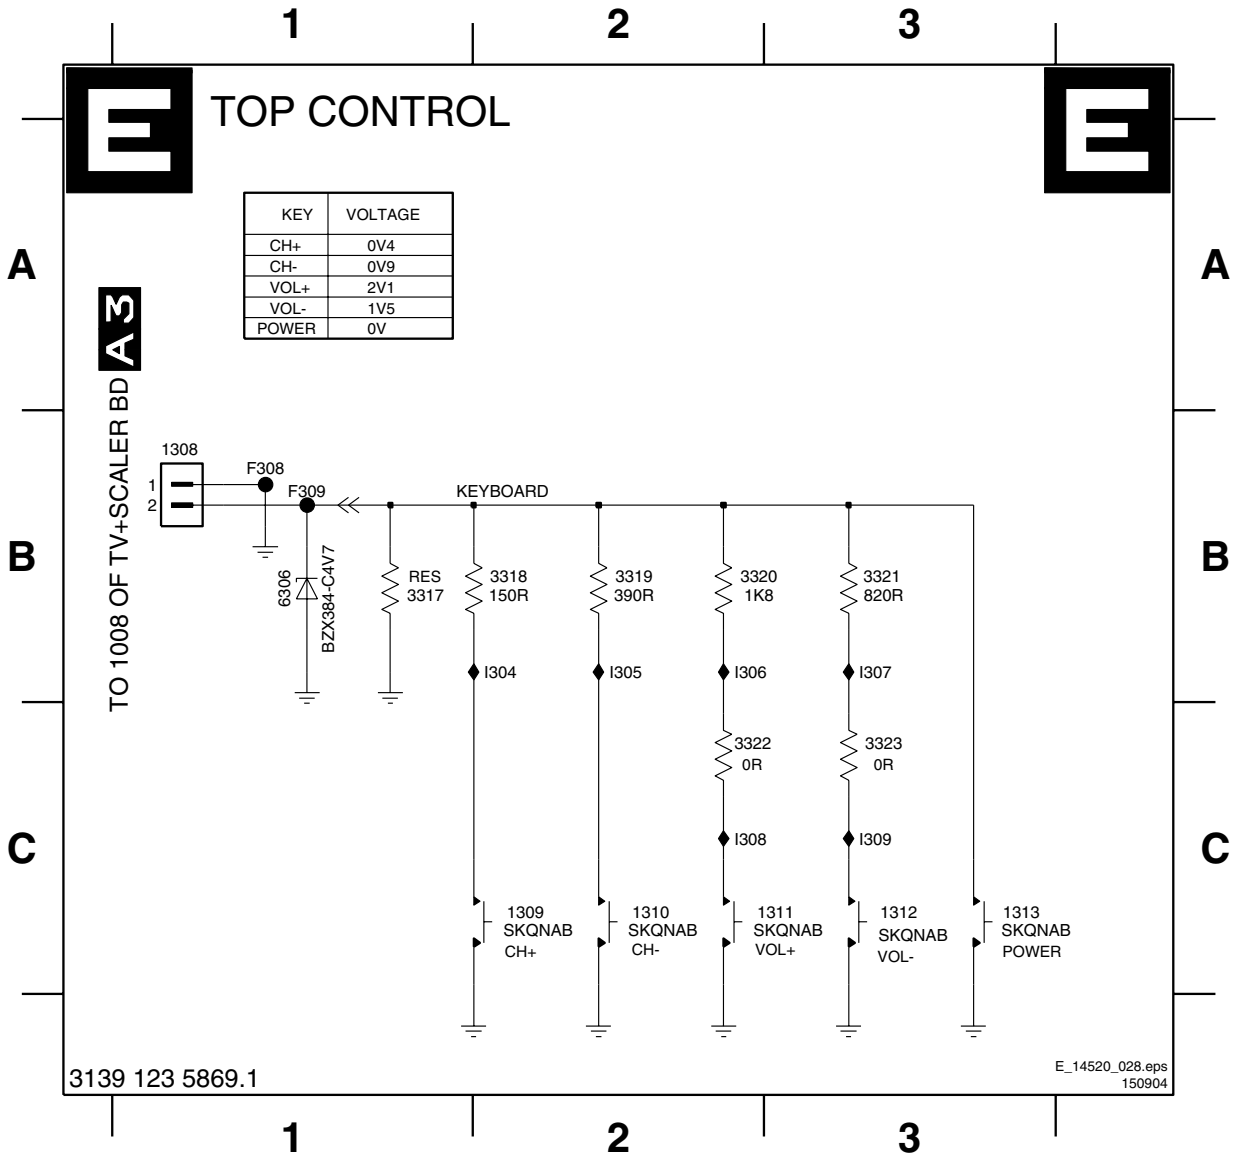 1 2 3
E TOP CONTROL E
KEY VOLTAGE
CH+ 0V4
CH- 0V9
VOL+ 2V1
VOL- 1V5
POWER 0V
A A
TO 1008 OF TV+SCALER BD A3
1308
1
2
F308
F309
KEYBOARD
B B
6306
BZX384-C4V7
RES
3317
3318
150R
3319
390R
3320
1K8
3321
820R
I304
I305
I306
I307
3322
0R
3323
0R
I308
I309
C C
1309
SKQNAB
CH+
1310
SKQNAB
CH-
1311
SKQNAB
VOL+
1312
SKQNAB
VOL-
1313
SKQNAB
POWER
3139 123 5869.1
E_14520_028.eps
150904
1 2 3